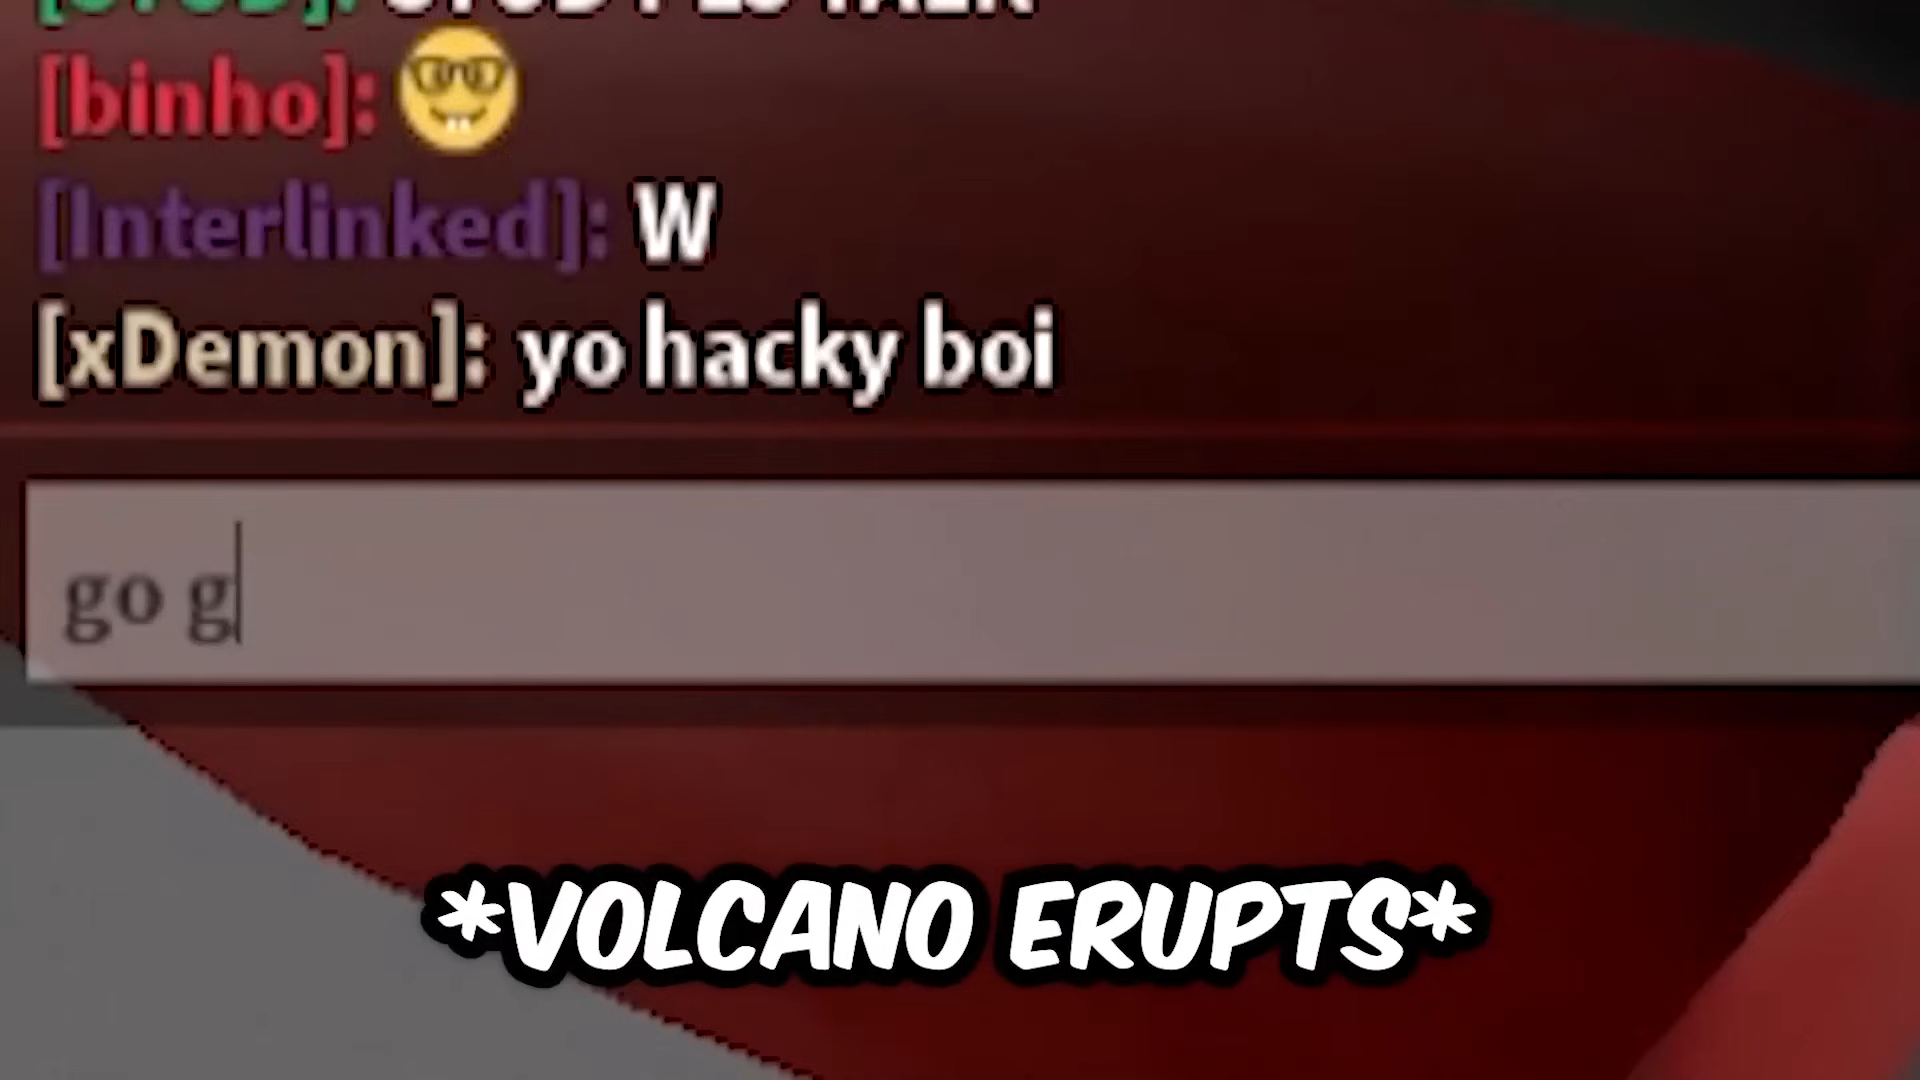 [binho]: 🤓
[Interlinked]: W
[xDemon]: yo hacky boi
go g
*VOLCANO ERUPTS*